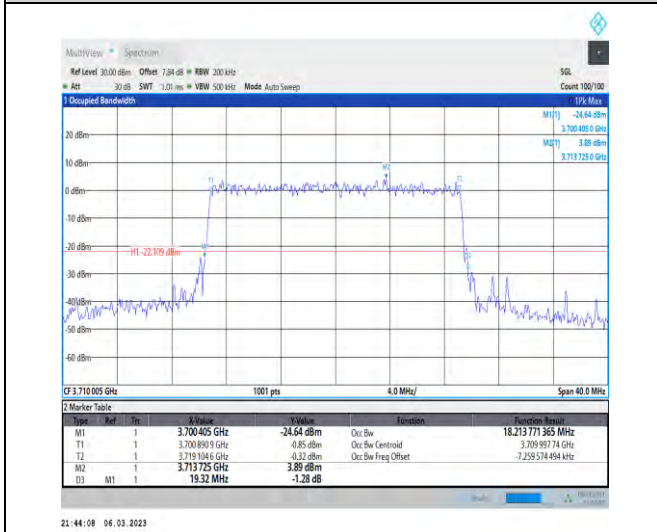 MultiView Spectrum
Ref Level 30.00 dBm Offset 7.84 dB RBW 200 kHz SGL
Att 30 dB SWT 1.01 ms VBW 500 kHz Mode Auto Sweep Count 100/100
1 Occupied Bandwidth 1Pk Max
M1(1) -24.64 dBm
3.700 405 0 GHz
M2(1) 3.89 dBm
3.713 725 0 GHz
20 dBm
10 dBm
M2
T1
0 dBm
-10 dBm
-20 dBm
H1 -22.109 dBm
-30 dBm
-40 dBm
-50 dBm
-60 dBm
CF 3.710 005 GHz 1001 pts 4.0 MHz/ Span 40.0 MHz
2 Marker Table
Type Ref Trc X-Value Y-Value Function Function Result
M1 1 3.700 405 GHz -24.64 dBm Occ Bw 18.213 771 365 MHz
T1 1 3.700 890 9 GHz -0.85 dBm Occ Bw Centroid 3.709 997 74 GHz
T2 1 3.719 104 6 GHz -0.32 dBm Occ Bw Freq Offset -7.259 574 494 kHz
M2 1 3.713 725 GHz 3.89 dBm
D3 M1 1 19.32 MHz -1.28 dB
21:44:08 06.03.2023